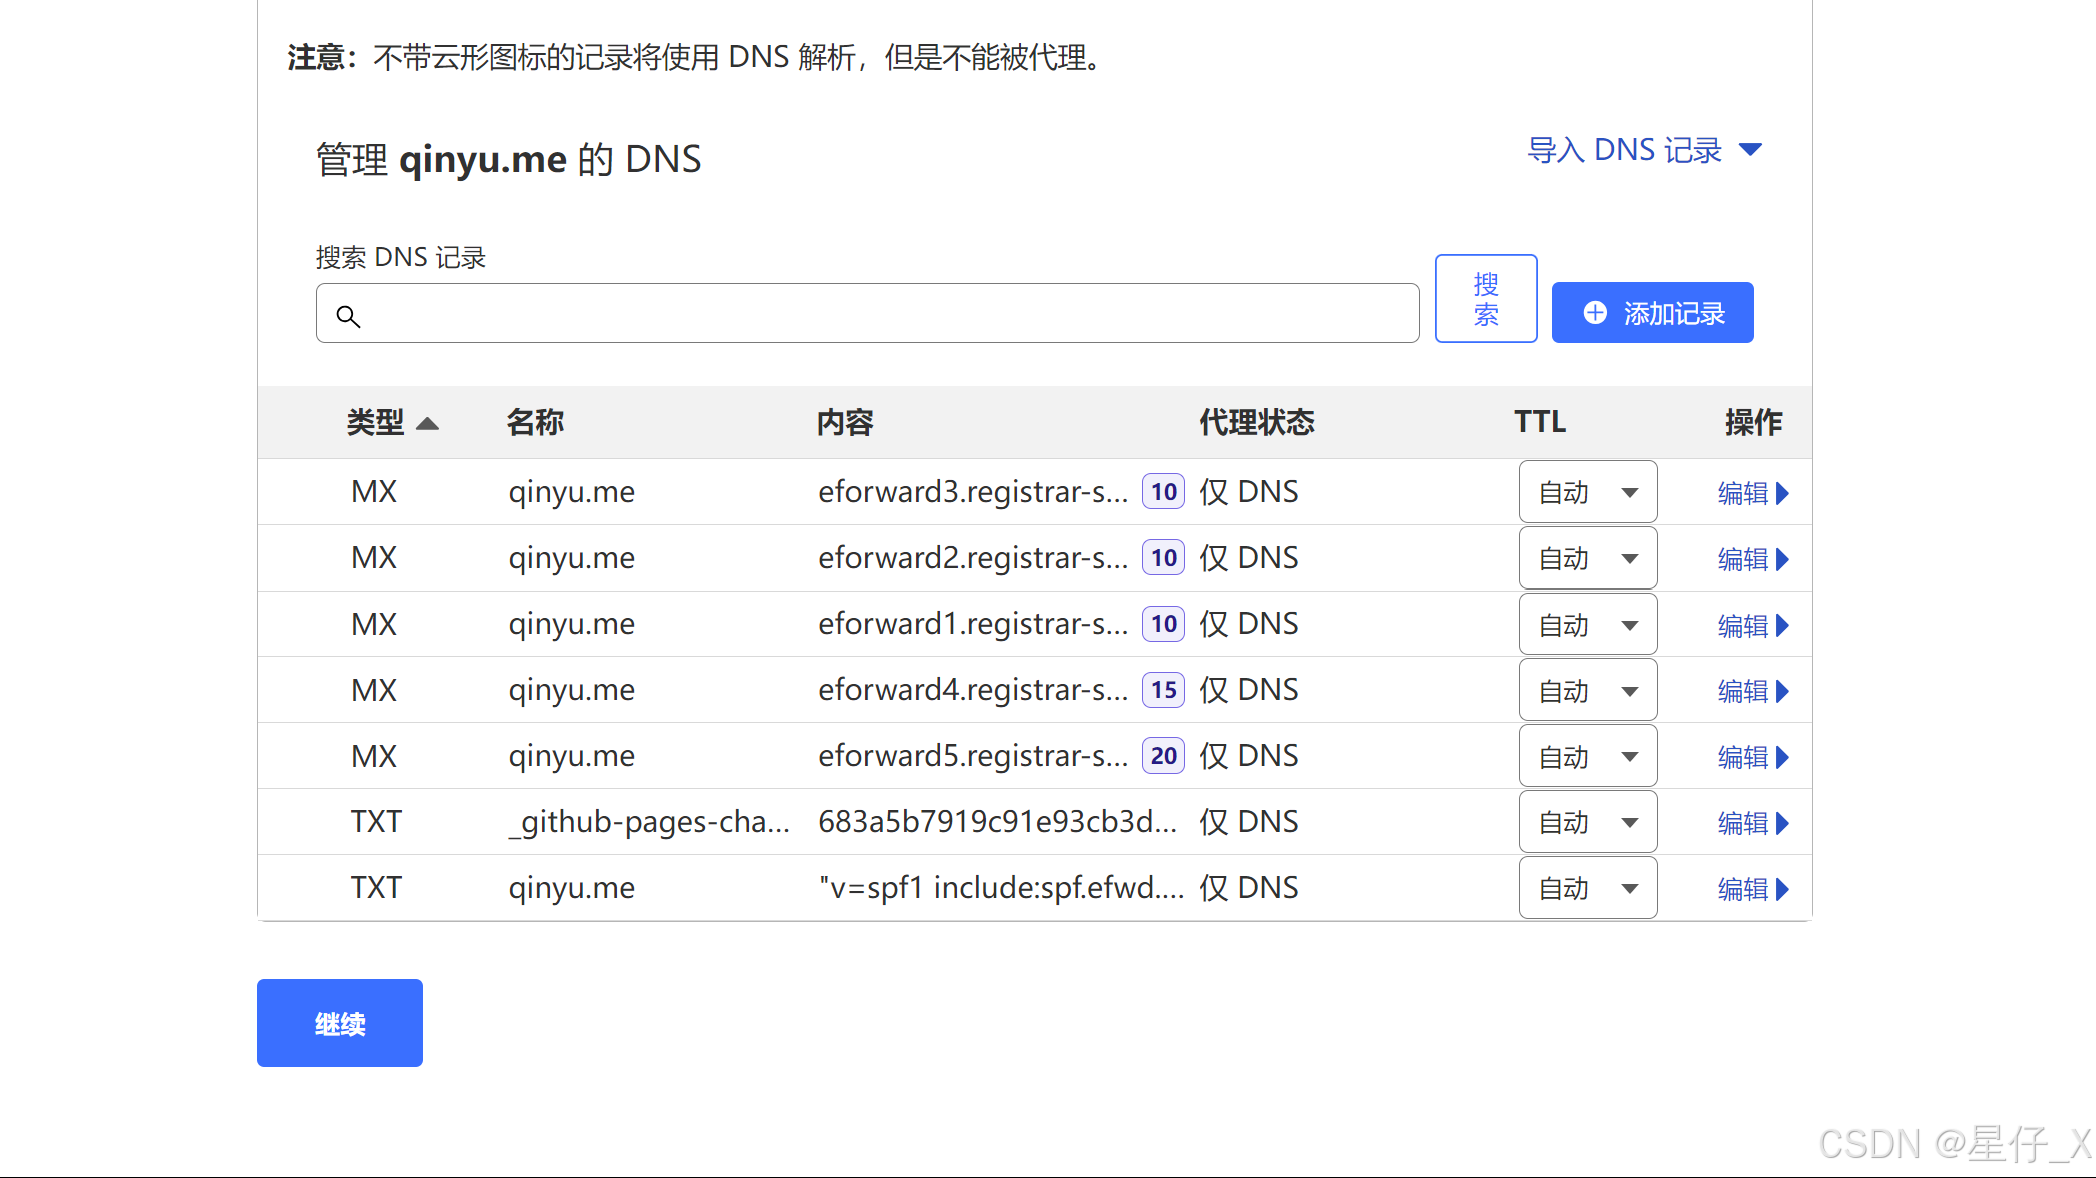 注意：不带云形图标的记录将使用 DNS 解析，但是不能被代理。
管理 qinyu.me 的 DNS
导入 DNS 记录
搜索 DNS 记录
搜索
添加记录
类型 名称 内容 代理状态 TTL 操作
MX qinyu.me eforward3.registrar-s... 10 仅 DNS 自动 编辑
MX qinyu.me eforward2.registrar-s... 10 仅 DNS 自动 编辑
MX qinyu.me eforward1.registrar-s... 10 仅 DNS 自动 编辑
MX qinyu.me eforward4.registrar-s... 15 仅 DNS 自动 编辑
MX qinyu.me eforward5.registrar-s... 20 仅 DNS 自动 编辑
TXT _github-pages-cha... 683a5b7919c91e93cb3d... 仅 DNS 自动 编辑
TXT qinyu.me "v=spf1 include:spf.efwd.... 仅 DNS 自动 编辑
继续
CSDN @星仔_X